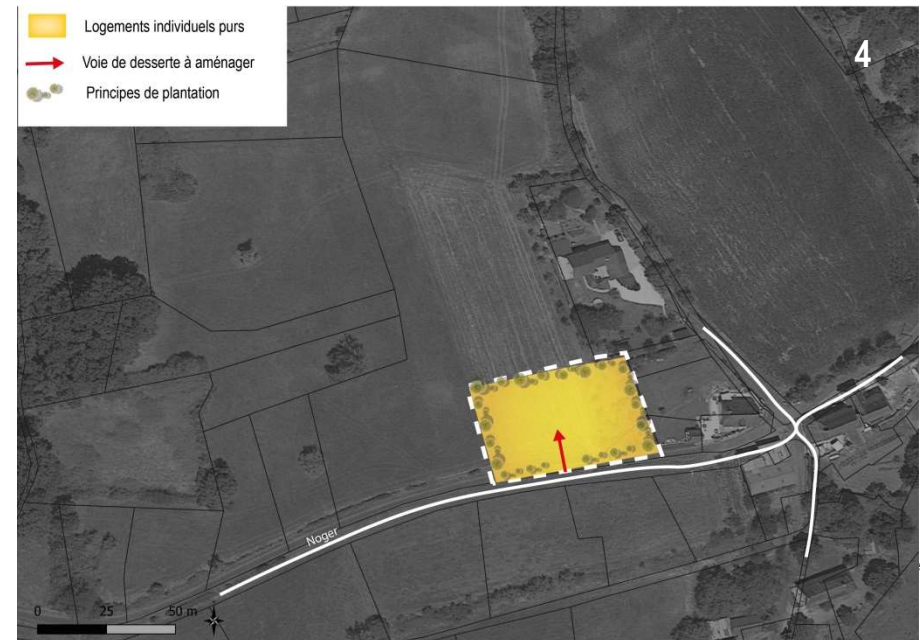 Logements individuels purs
4
Voie de desserte à aménager
Principes de plantation
Noger
0 25 50 m